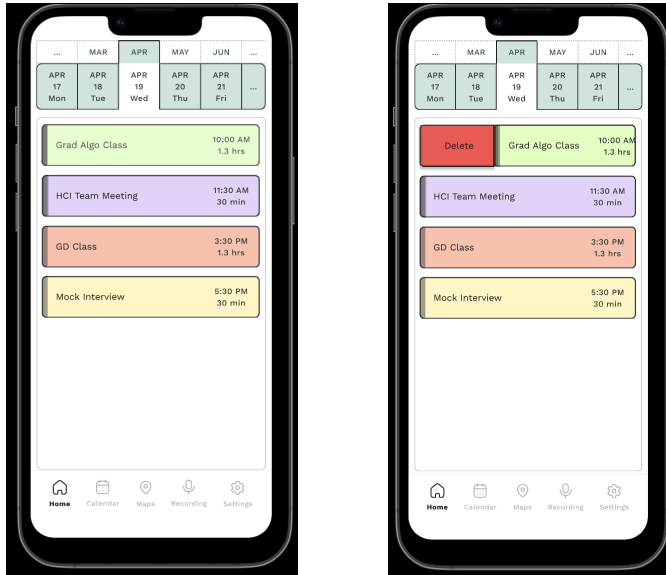 ... MAR APR MAY JUN ...
APR APR APR APR APR
17 18 19 20 21 ...
Mon Tue Wed Thu Fri
Grad Algo Class 10:00 AM
1.3 hrs
HCI Team Meeting 11:30 AM
30 min
GD Class 3:30 PM
1.3 hrs
Mock Interview 5:30 PM
30 min
Home Calendar Maps Recording Settings
... MAR APR MAY JUN ...
APR APR APR APR APR
17 18 19 20 21 ...
Mon Tue Wed Thu Fri
Delete Grad Algo Class 10:00 AM
1.3 hrs
HCI Team Meeting 11:30 AM
30 min
GD Class 3:30 PM
1.3 hrs
Mock Interview 5:30 PM
30 min
Home Calendar Maps Recording Settings